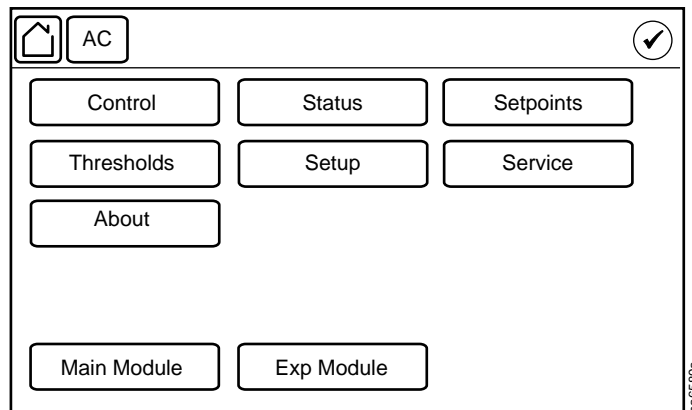 AC
Control Status Setpoints
Thresholds Setup Service
About
Main Module Exp Module